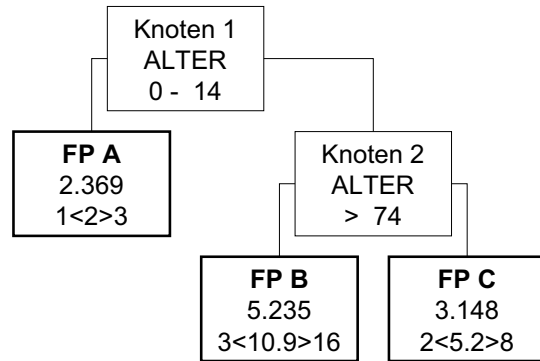 Knoten 1
ALTER
0 - 14
FP A
2.369
1<2>3
Knoten 2
ALTER
> 74
FP B
5.235
3<10.9>16
FP C
3.148
2<5.2>8